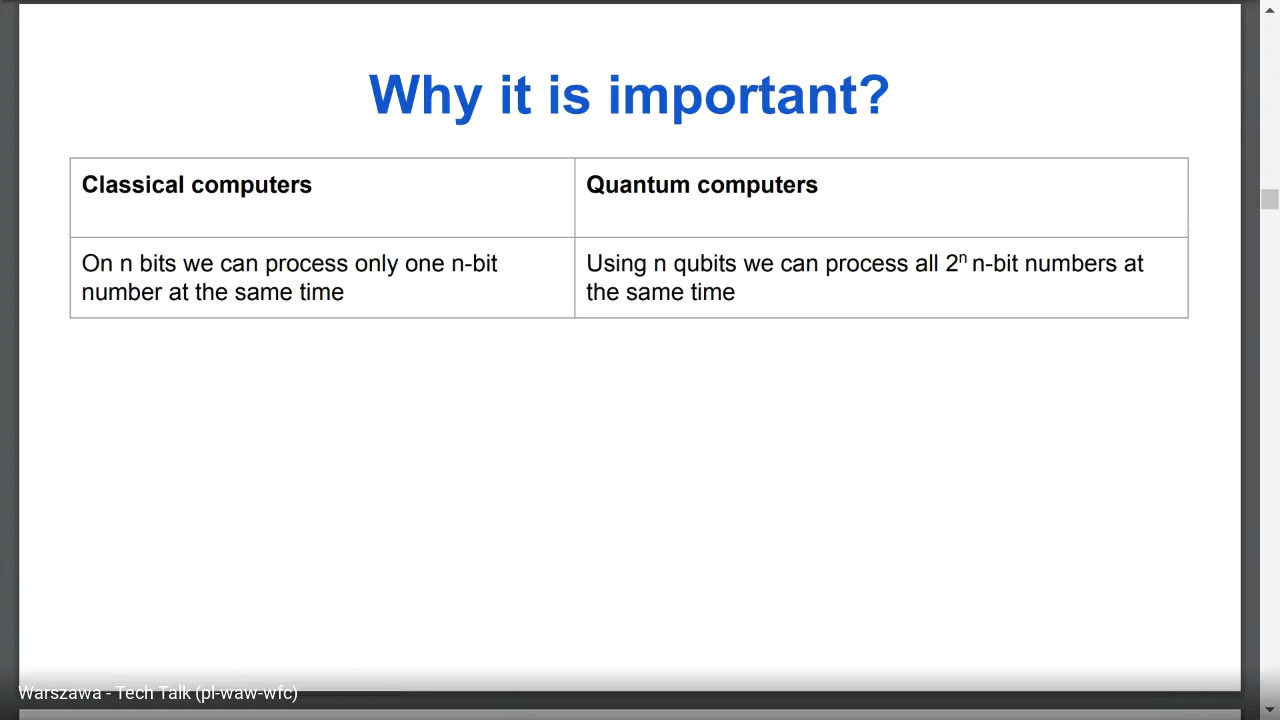 Why it is important?
Classical computers
Quantum computers
On n bits we can process only one n-bit
number at the same time
Using n qubits we can process all 2ⁿ n-bit numbers at
the same time
Warszawa - Tech Talk (pl-waw-wfc)